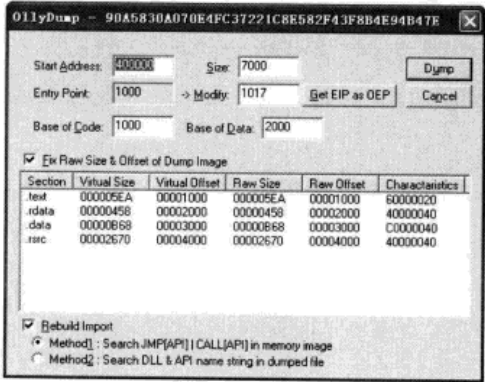 OllyDump - 90A5830A070E4FC37221C8E582F43F8B4E94B47E
Start Address: 400000 Size: 7000 Dump
Entry Point: 1000 -> Modify: 1017 Get EIP as OEP Cancel
Base of Code: 1000 Base of Data: 2000
Fix Raw Size & Offset of Dump Image
Section Virtual Size Virtual Offset Raw Size Raw Offset Charactaristics
.text 000005EA 00001000 000005EA 00001000 60000020
.rdata 00000458 00002000 00000458 00002000 40000040
.data 00000B68 00003000 00000B68 00003000 C0000040
.rsrc 00002670 00004000 00002670 00004000 40000040
Rebuild Import
Method1 : Search JMP[API] | CALL[API] in memory image
Method2 : Search DLL & API name string in dumped file